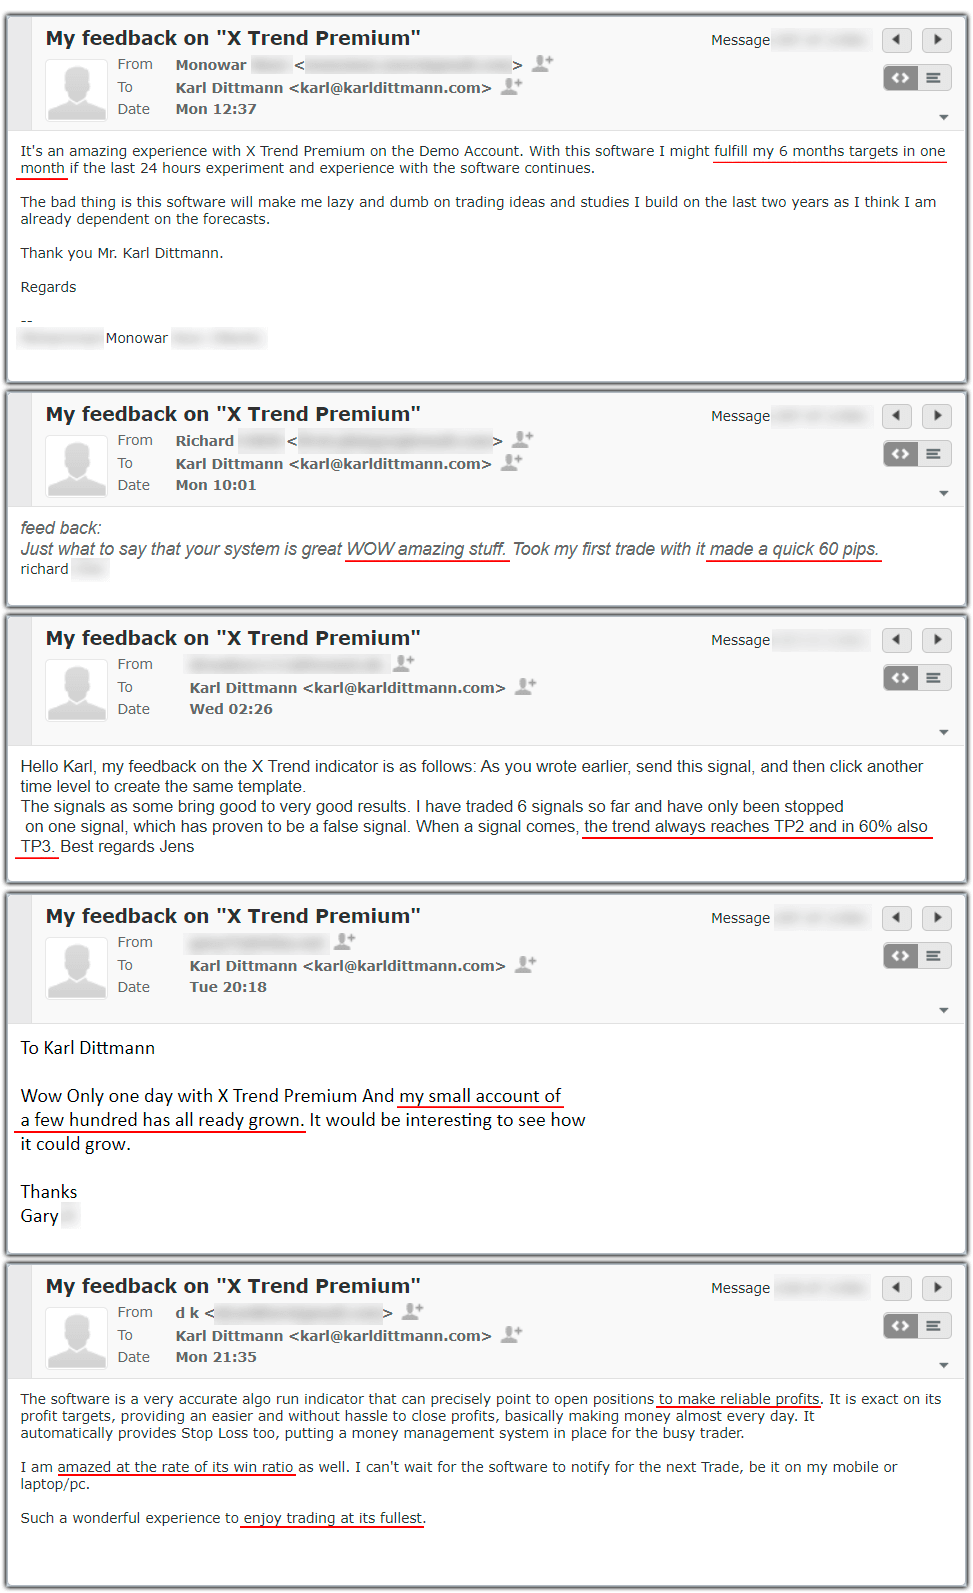 My feedback on "X Trend Premium"
Message
From Monowar < >
To Karl Dittmann <karl@karldittmann.com>
Date Mon 12:37
It's an amazing experience with X Trend Premium on the Demo Account. With this software I might fulfill my 6 months targets in one
month if the last 24 hours experiment and experience with the software continues.
The bad thing is this software will make me lazy and dumb on trading ideas and studies I build on the last two years as I think I am
already dependent on the forecasts.
Thank you Mr. Karl Dittmann.
Regards
--
Monowar
My feedback on "X Trend Premium"
Message
From Richard < >
To Karl Dittmann <karl@karldittmann.com>
Date Mon 10:01
feed back:
Just what to say that your system is great WOW amazing stuff. Took my first trade with it made a quick 60 pips.
richard
My feedback on "X Trend Premium"
Message
From
To Karl Dittmann <karl@karldittmann.com>
Date Wed 02:26
Hello Karl, my feedback on the X Trend indicator is as follows: As you wrote earlier, send this signal, and then click another
time level to create the same template.
The signals as some bring good to very good results. I have traded 6 signals so far and have only been stopped
on one signal, which has proven to be a false signal. When a signal comes, the trend always reaches TP2 and in 60% also
TP3. Best regards Jens
My feedback on "X Trend Premium"
Message
From
To Karl Dittmann <karl@karldittmann.com>
Date Tue 20:18
To Karl Dittmann
Wow Only one day with X Trend Premium And my small account of
a few hundred has all ready grown. It would be interesting to see how
it could grow.
Thanks
Gary
My feedback on "X Trend Premium"
Message
From d k < >
To Karl Dittmann <karl@karldittmann.com>
Date Mon 21:35
The software is a very accurate algo run indicator that can precisely point to open positions to make reliable profits. It is exact on its
profit targets, providing an easier and without hassle to close profits, basically making money almost every day. It
automatically provides Stop Loss too, putting a money management system in place for the busy trader.
I am amazed at the rate of its win ratio as well. I can't wait for the software to notify for the next Trade, be it on my mobile or
laptop/pc.
Such a wonderful experience to enjoy trading at its fullest.